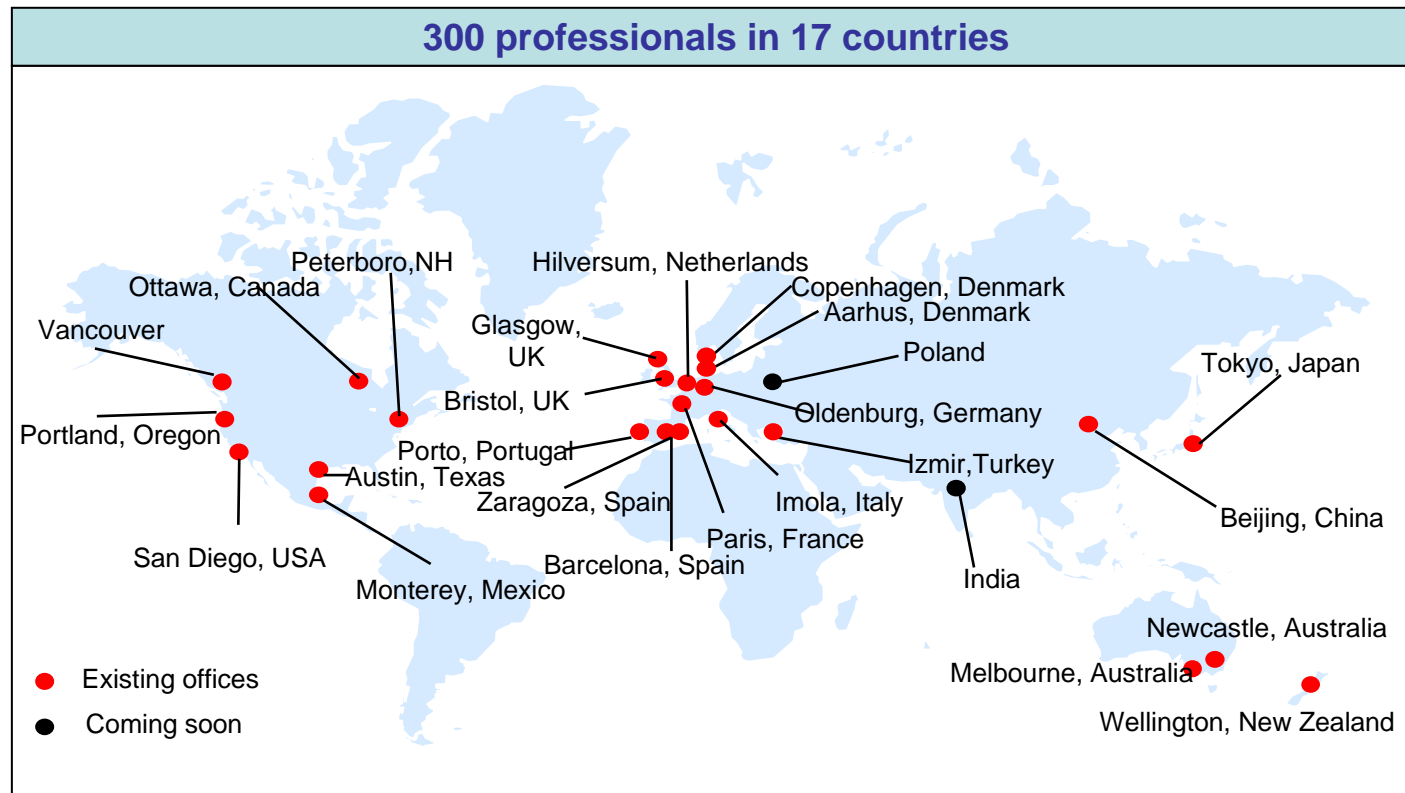 300 professionals in 17 countries
Peterboro,NH
Hilversum, Netherlands
Ottawa, Canada
Copenhagen, Denmark
Aarhus, Denmark
Vancouver
Glasgow,
UK
Poland
Tokyo, Japan
Bristol, UK
Oldenburg, Germany
Portland, Oregon
Porto, Portugal
Izmir,Turkey
Austin, Texas
Zaragoza, Spain
Imola, Italy
Beijing, China
Paris, France
San Diego, USA
Barcelona, Spain
India
Monterey, Mexico
Newcastle, Australia
Melbourne, Australia
Existing offices
Wellington, New Zealand
Coming soon